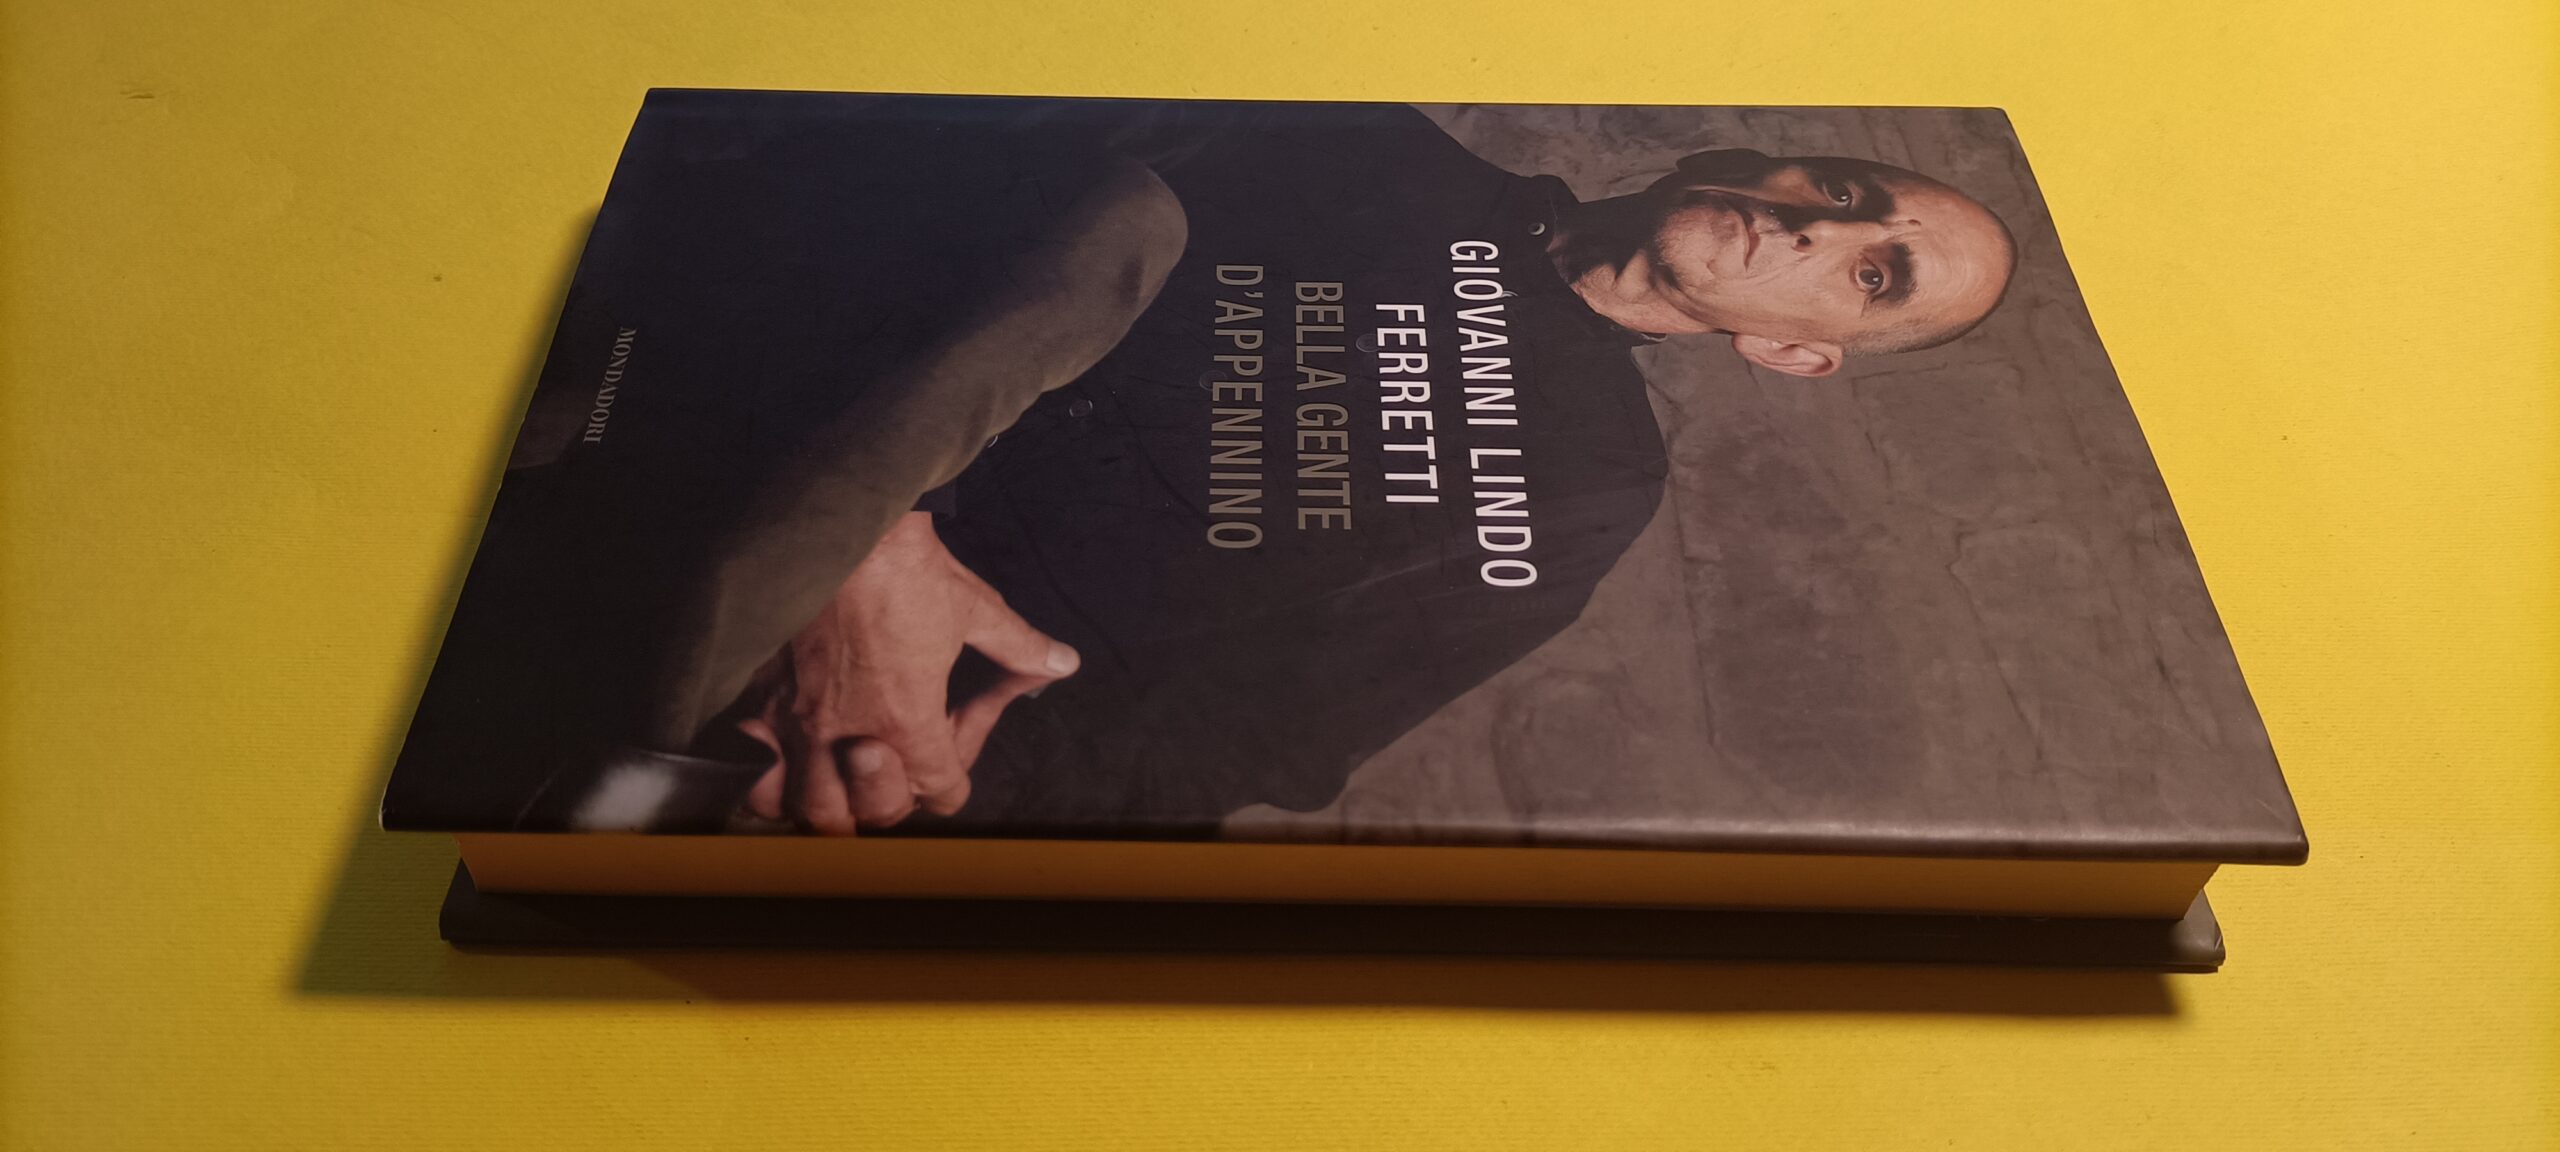 GIOVANNI LINDO
FERRETTI
BELLA GENTE
D'APPENNINO
MONDADORI